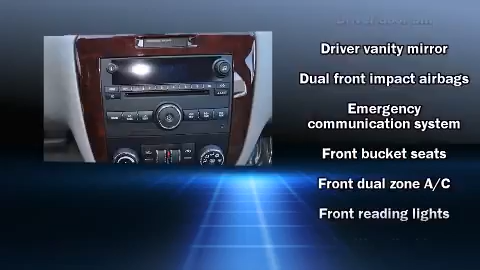 Driver vanity mirror
Dual front impact airbags
Emergency
communication system
Front bucket seats
Front dual zone A/C
Front reading lights